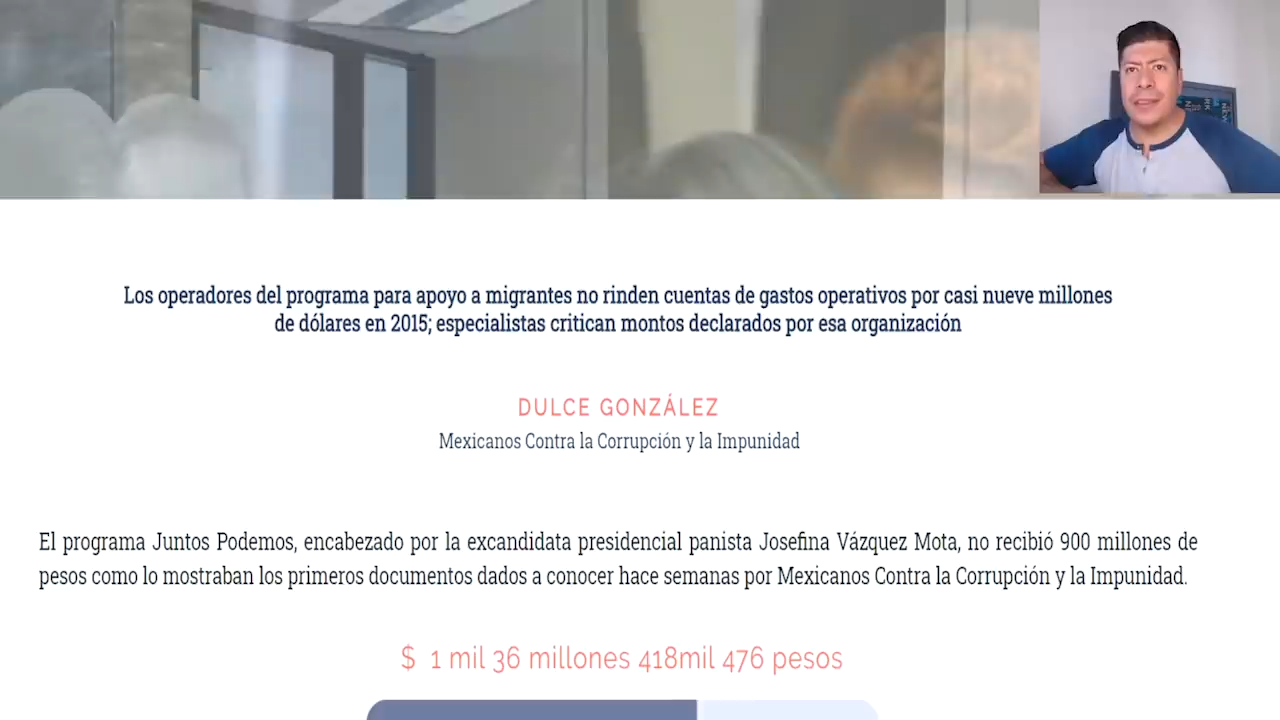 Los operadores del programa para apoyo a migrantes no rinden cuentas de gastos operativos por casi nueve millones
de dólares en 2015; especialistas critican montos declarados por esa organización
DULCE GONZÁLEZ
Mexicanos Contra la Corrupción y la Impunidad
El programa Juntos Podemos, encabezado por la excandidata presidencial panista Josefina Vázquez Mota, no recibió 900 millones de
pesos como lo mostraban los primeros documentos dados a conocer hace semanas por Mexicanos Contra la Corrupción y la Impunidad.
$ 1 mil 36 millones 418mil 476 pesos